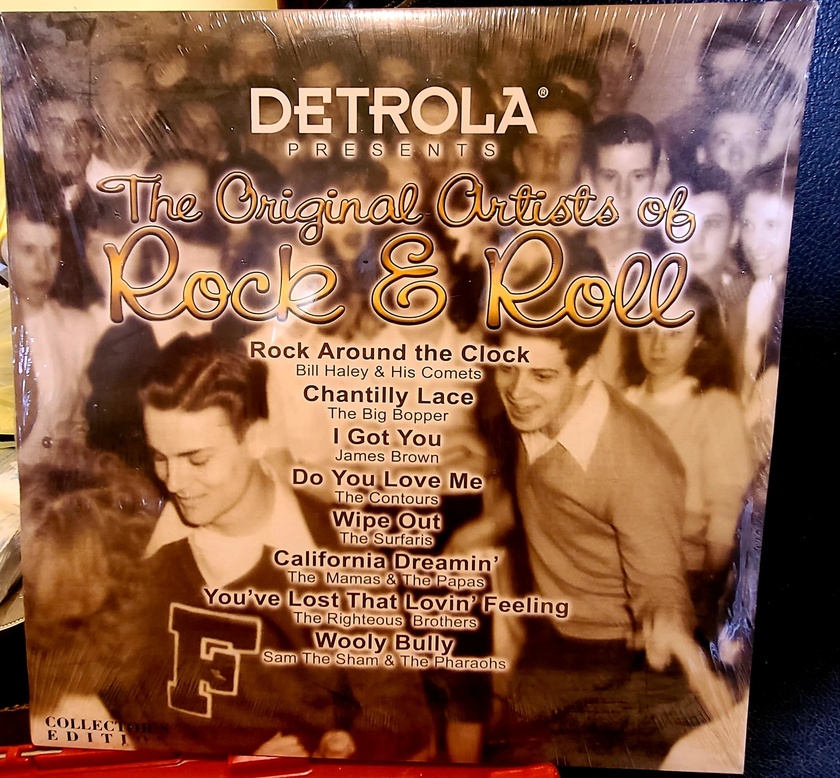 DETROLA®
PRESENTS
The Original Artists of
Rock & Roll
Rock Around the Clock
Bill Haley & His Comets
Chantilly Lace
The Big Bopper
I Got You
James Brown
Do You Love Me
The Contours
Wipe Out
The Surfaris
California Dreamin'
The Mamas & The Papas
You've Lost That Lovin' Feeling
The Righteous Brothers
Wooly Bully
Sam The Sham & The Pharaohs
F
COLLECTOR'S
EDITION